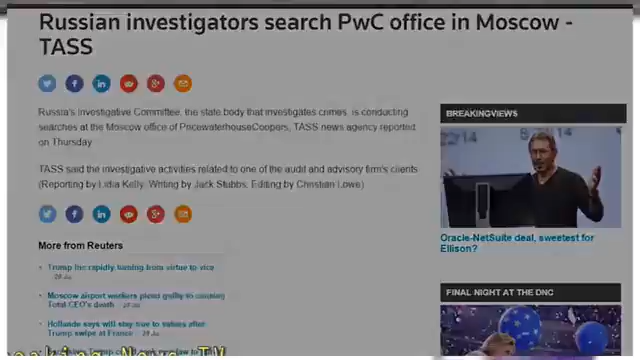 Russian investigators search PwC office in Moscow -
TASS
Russia's Investigative Committee, the state body that investigates crimes, is conducting
searches at the Moscow office of PricewaterhouseCoopers, TASS news agency reported
on Thursday
TASS said the investigative activities related to one of the audit and advisory firm's clients
(Reporting by Lidia Kelly, Writing by Jack Stubbs, Editing by Christian Lowe)
More from Reuters
Trump Inc rapidly turning from virtue to vice
Moscow airport workers plead guilty to causing
Total CEO's death
Hollande says will stay true to values after
Trump swipe at France
BREAKINGVIEWS
Oracle-NetSuite deal, sweetest for
Ellison?
FINAL NIGHT AT THE DNC
News TV